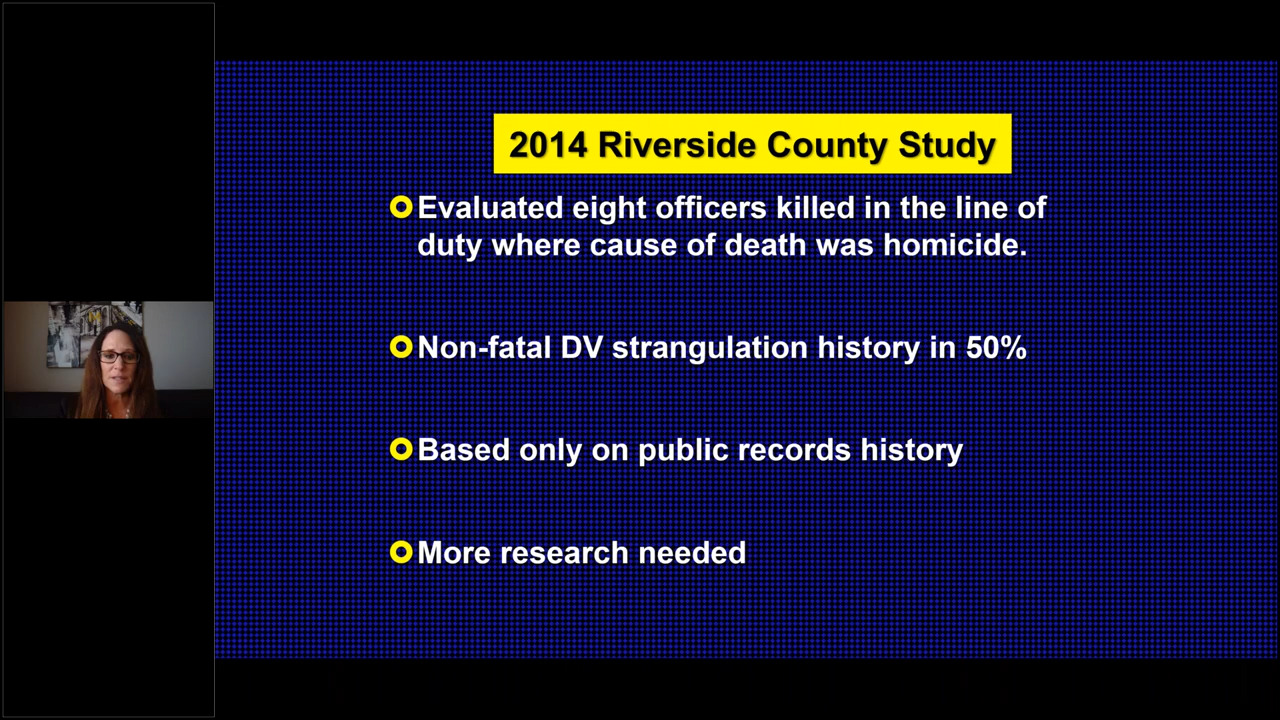 2014 Riverside County Study
Evaluated eight officers killed in the line of
duty where cause of death was homicide.
Non-fatal DV strangulation history in 50%
Based only on public records history
More research needed